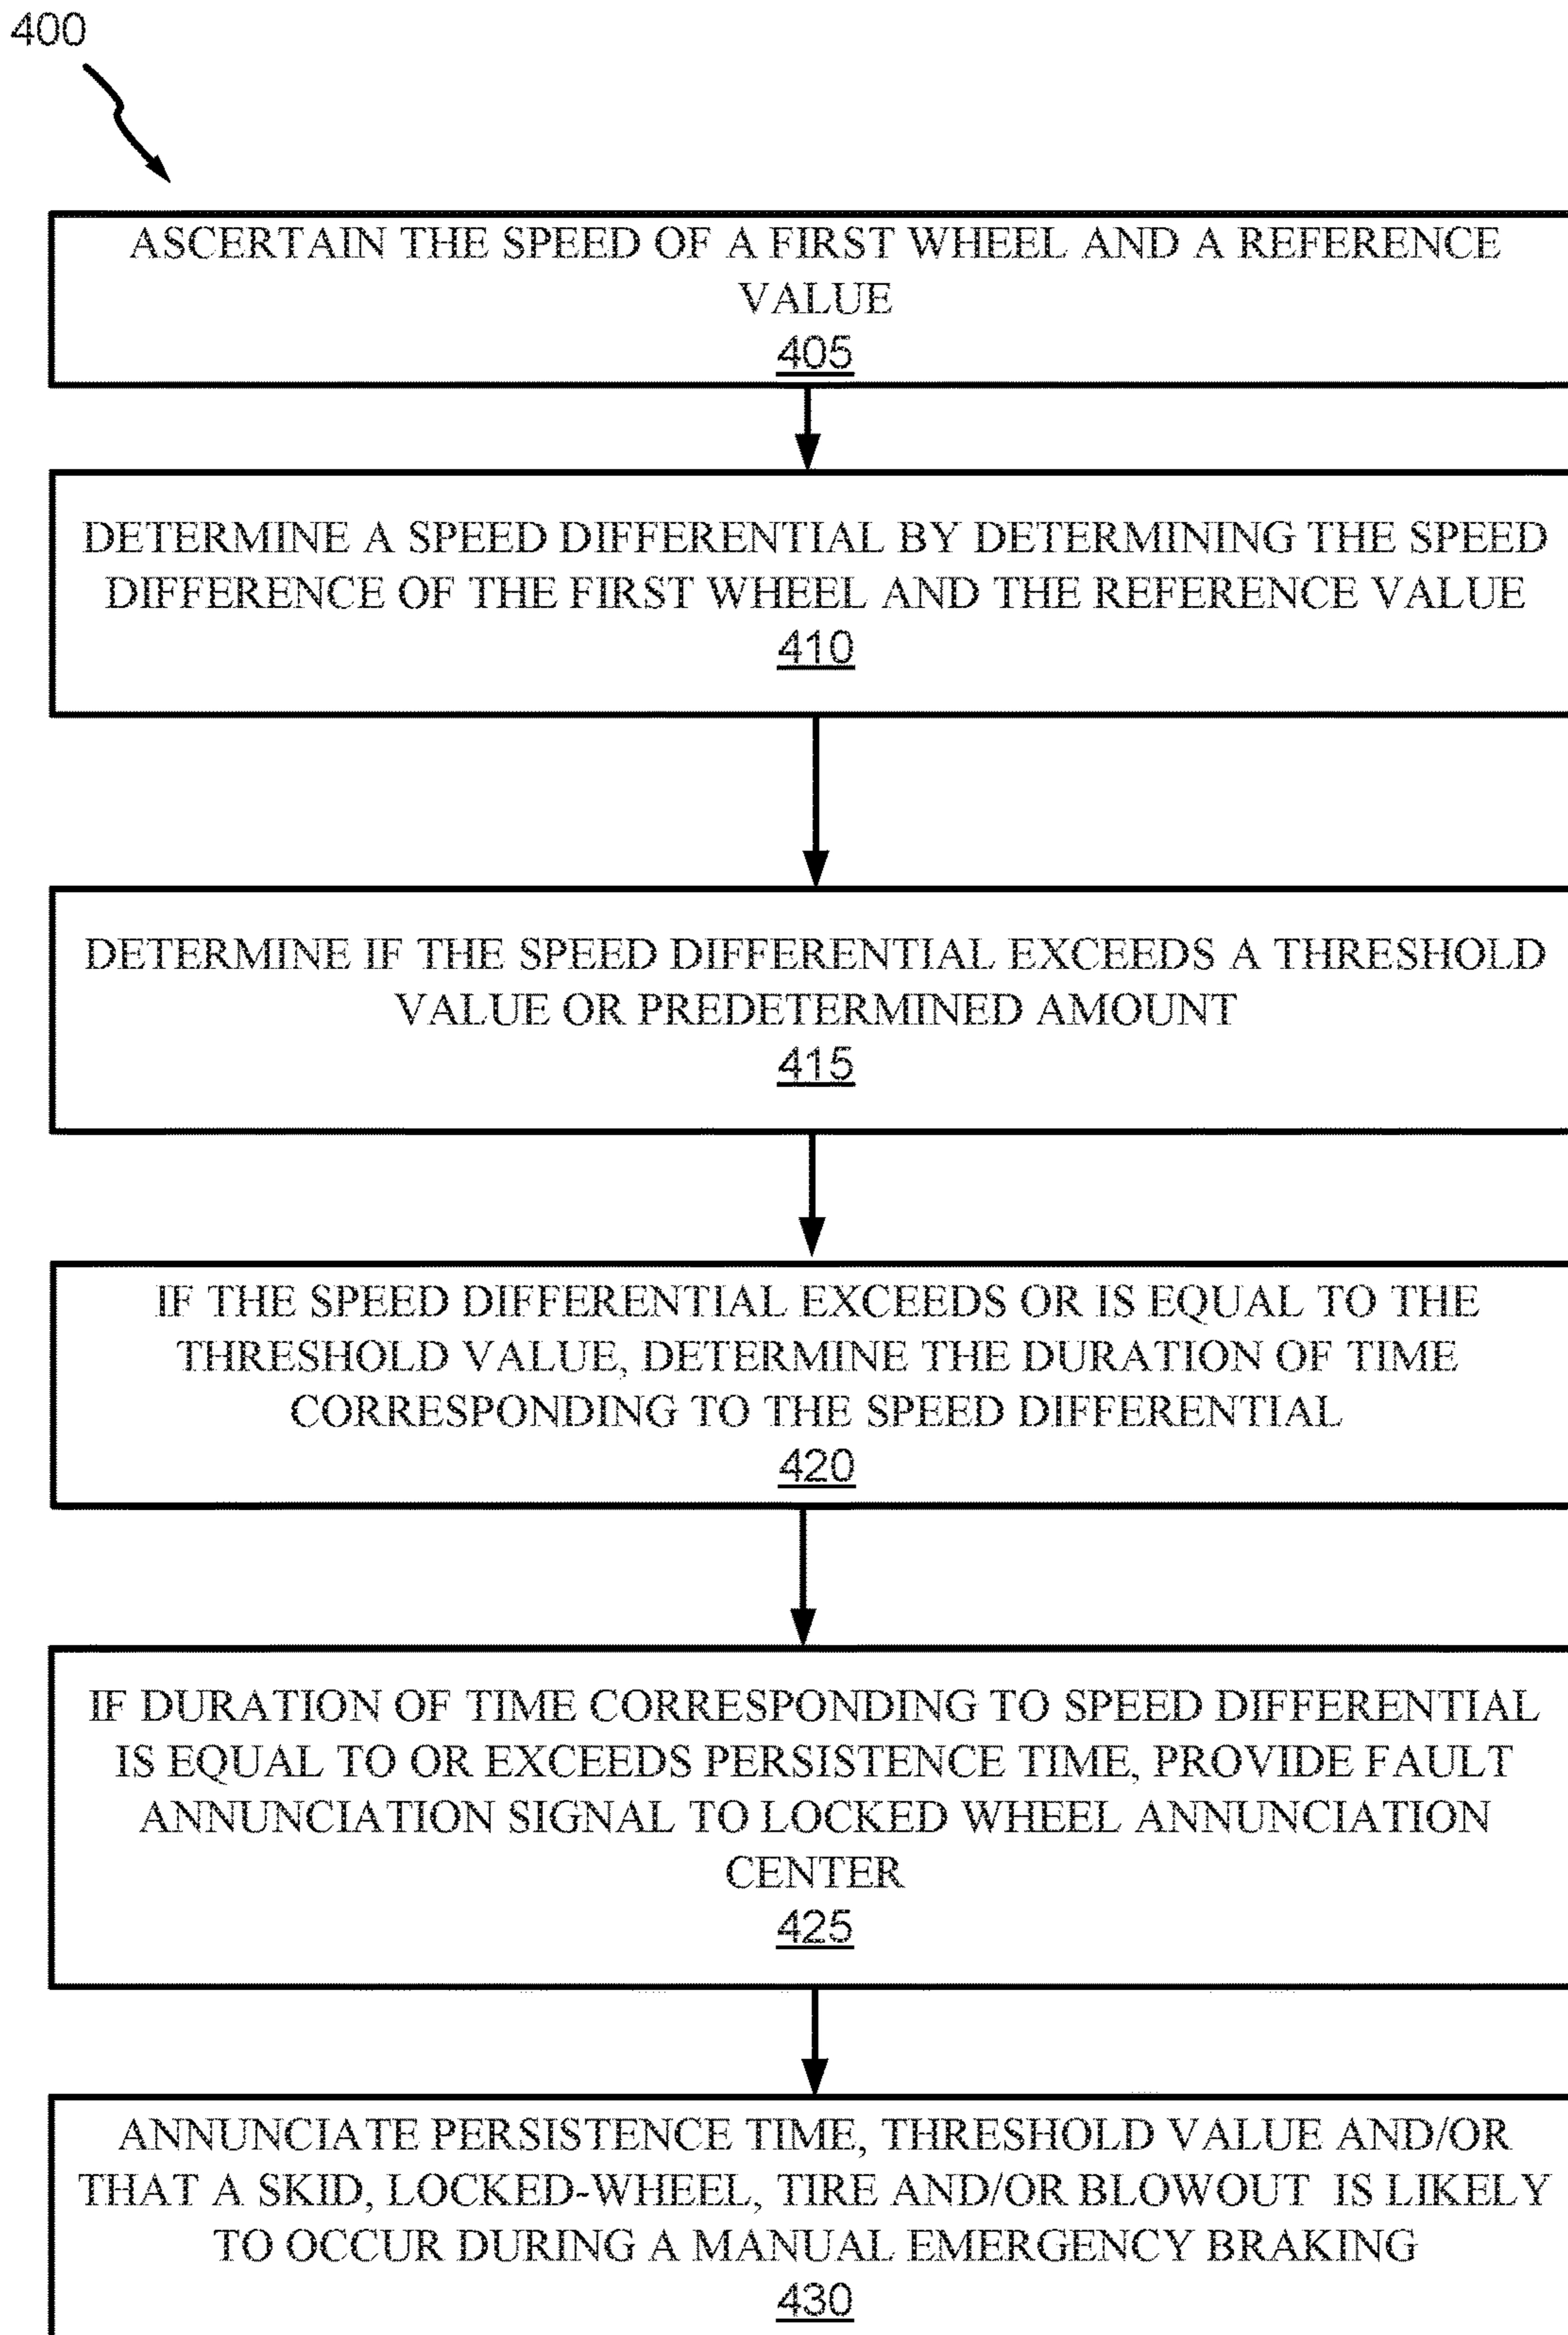 400
ASCERTAIN THE SPEED OF A FIRST WHEEL AND A REFERENCE
VALUE
405
DETERMINE A SPEED DIFFERENTIAL BY DETERMINING THE SPEED
DIFFERENCE OF THE FIRST WHEEL AND THE REFERENCE VALUE
410
DETERMINE IF THE SPEED DIFFERENTIAL EXCEEDS A THRESHOLD
VALUE OR PREDETERMINED AMOUNT
415
IF THE SPEED DIFFERENTIAL EXCEEDS OR IS EQUAL TO THE
THRESHOLD VALUE, DETERMINE THE DURATION OF TIME
CORRESPONDING TO THE SPEED DIFFERENTIAL
420
IF DURATION OF TIME CORRESPONDING TO SPEED DIFFERENTIAL
IS EQUAL TO OR EXCEEDS PERSISTENCE TIME, PROVIDE FAULT
ANNUNCIATION SIGNAL TO LOCKED WHEEL ANNUNCIATION
CENTER
425
ANNUNCIATE PERSISTENCE TIME, THRESHOLD VALUE AND/OR
THAT A SKID, LOCKED-WHEEL, TIRE AND/OR BLOWOUT IS LIKELY
TO OCCUR DURING A MANUAL EMERGENCY BRAKING
430